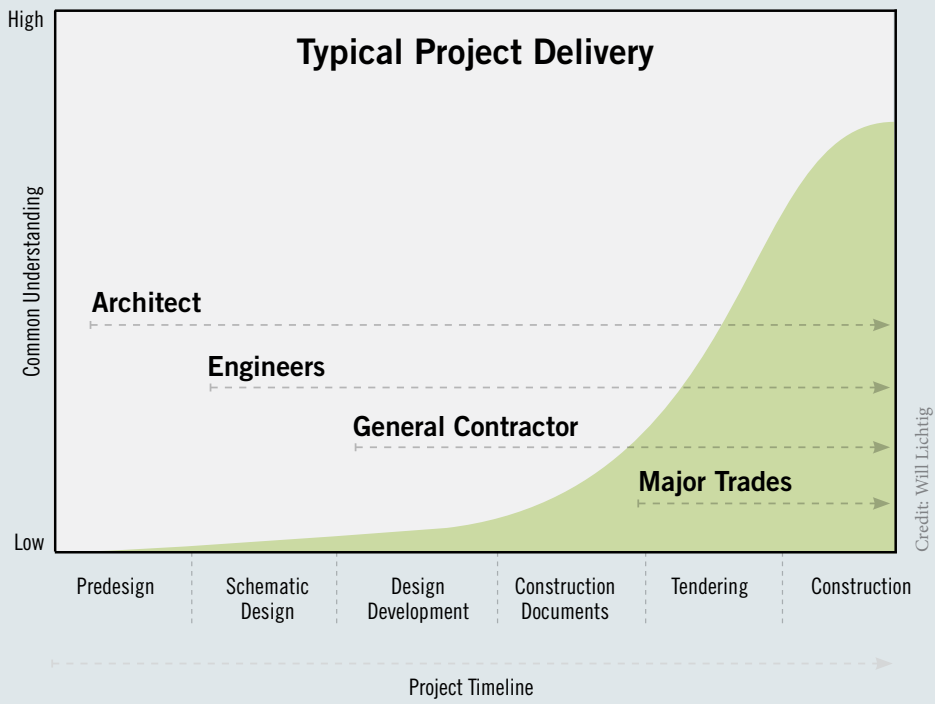 High
Typical Project Delivery
Common Understanding
Architect
Engineers
General Contractor
Major Trades
Credit: Will Lichtig
Low
Predesign
Schematic
Design
Design
Development
Construction
Documents
Tendering
Construction
Project Timeline